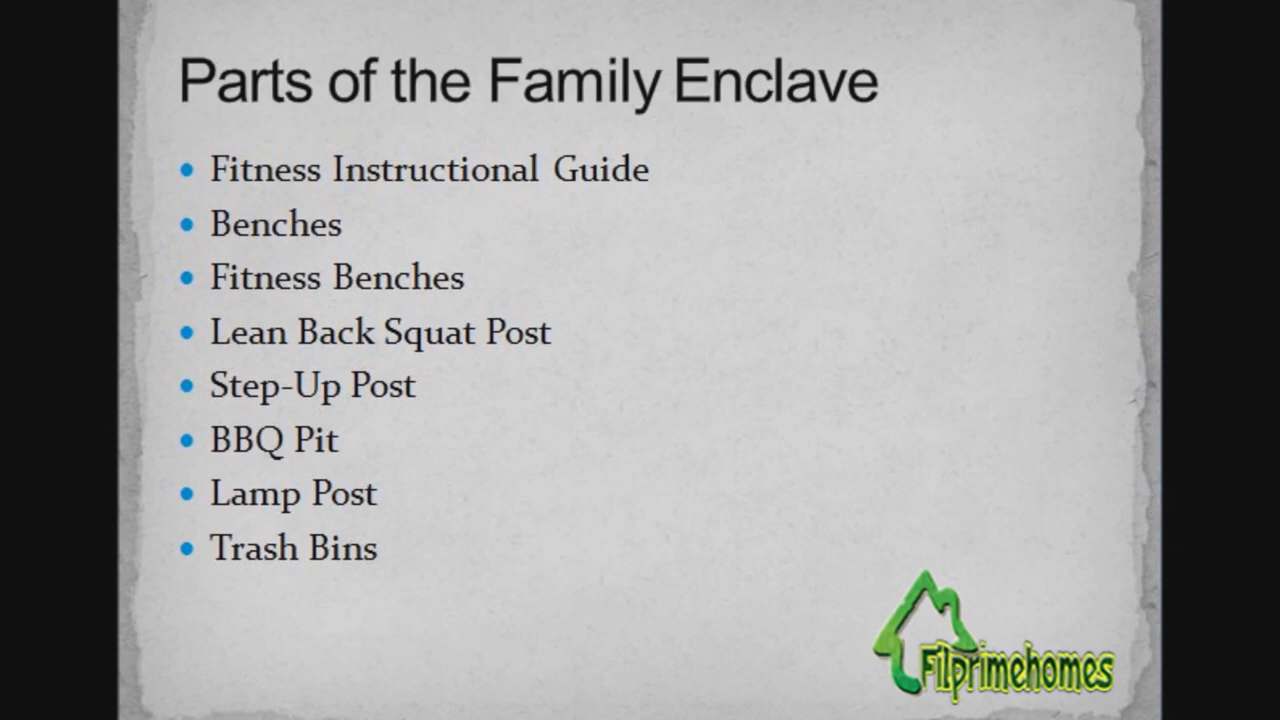 Parts of the Family Enclave
Fitness Instructional Guide
Benches
Fitness Benches
Lean Back Squat Post
Step-Up Post
BBQ Pit
Lamp Post
Trash Bins
Filprimehomes